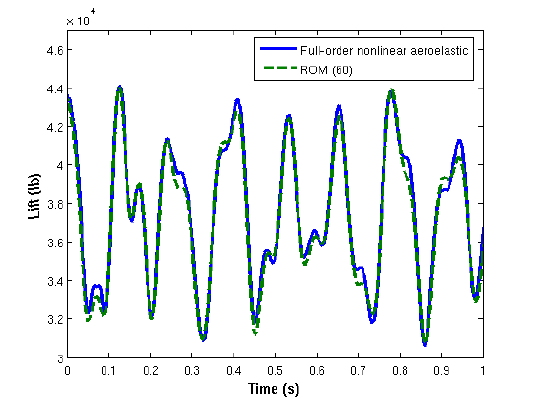 × 10⁴
4.6
4.4
4.2
4
3.8
3.6
3.4
3.2
3
Lift (lb)
Full-order nonlinear aeroelastic
ROM (60)
0 0.1 0.2 0.3 0.4 0.5 0.6 0.7 0.8 0.9 1
Time (s)